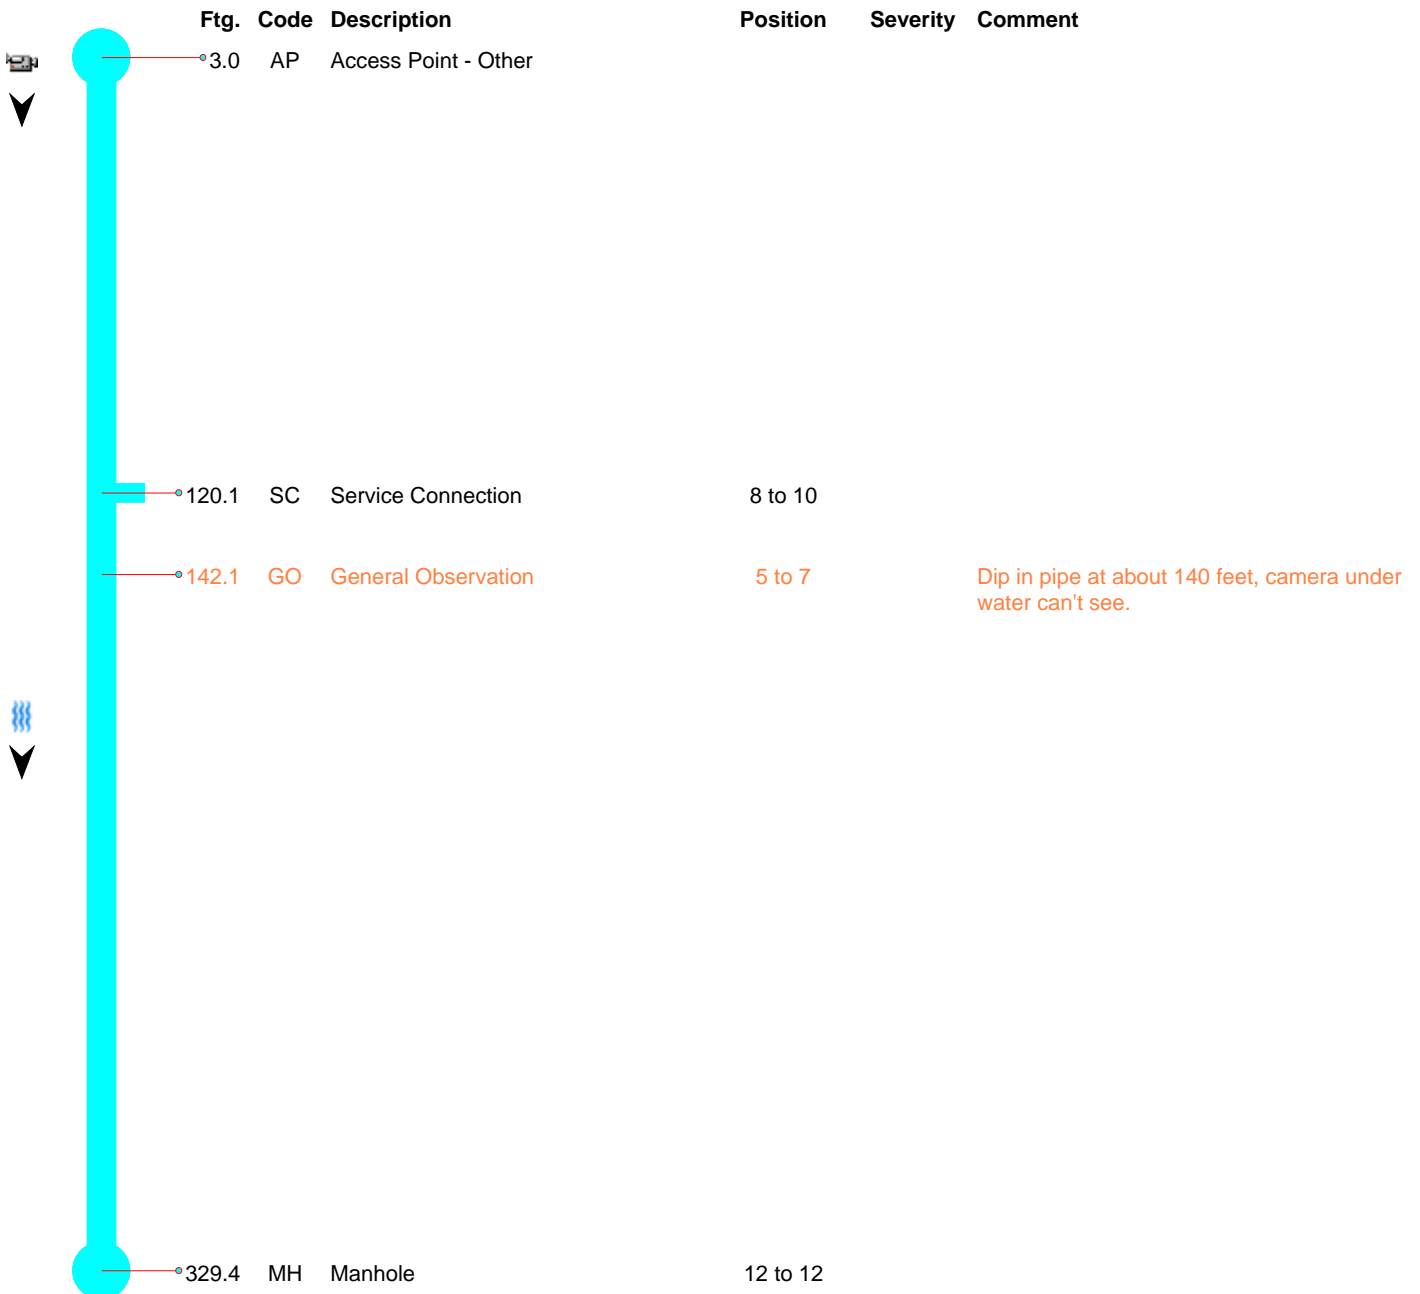 Ftg. Code Description Position Severity Comment
3.0 AP Access Point - Other
120.1 SC Service Connection 8 to 10
142.1 GO General Observation 5 to 7 Dip in pipe at about 140 feet, camera under
water can't see.
329.4 MH Manhole 12 to 12